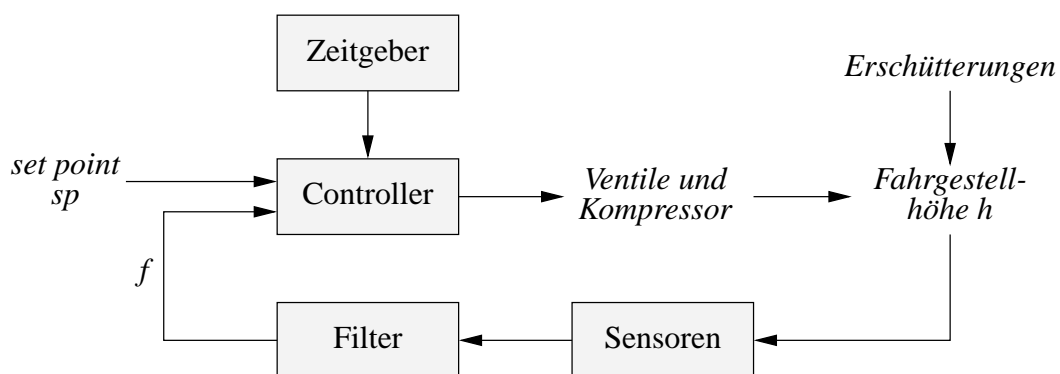 Zeitgeber
Erschütterungen
set point
sp
Controller
Ventile und
Kompressor
Fahrgestell-
höhe h
f
Filter
Sensoren